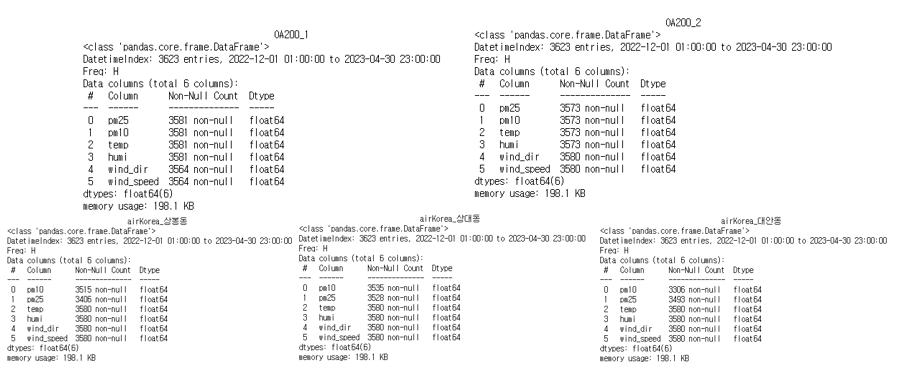 OA200_1
<class 'pandas.core.frame.DataFrame'>
DatetimeIndex: 3623 entries, 2022-12-01 01:00:00 to 2023-04-30 23:00:00
Freq: H
Data columns (total 6 columns):
# Column Non-Null Count Dtype
--- ------ -------------- -----
0 pm25 3581 non-null float64
1 pm10 3581 non-null float64
2 temp 3581 non-null float64
3 humi 3581 non-null float64
4 wind_dir 3564 non-null float64
5 wind_speed 3564 non-null float64
dtypes: float64(6)
memory usage: 198.1 KB
OA200_2
<class 'pandas.core.frame.DataFrame'>
DatetimeIndex: 3623 entries, 2022-12-01 01:00:00 to 2023-04-30 23:00:00
Freq: H
Data columns (total 6 columns):
# Column Non-Null Count Dtype
--- ------ -------------- -----
0 pm25 3573 non-null float64
1 pm10 3573 non-null float64
2 temp 3573 non-null float64
3 humi 3573 non-null float64
4 wind_dir 3580 non-null float64
5 wind_speed 3580 non-null float64
dtypes: float64(6)
memory usage: 198.1 KB
airKorea_상봉동
<class 'pandas.core.frame.DataFrame'>
DatetimeIndex: 3623 entries, 2022-12-01 01:00:00 to 2023-04-30 23:00:00
Freq: H
Data columns (total 6 columns):
# Column Non-Null Count Dtype
--- ------ -------------- -----
0 pm10 3515 non-null float64
1 pm25 3406 non-null float64
2 temp 3580 non-null float64
3 humi 3580 non-null float64
4 wind_dir 3580 non-null float64
5 wind_speed 3580 non-null float64
dtypes: float64(6)
memory usage: 198.1 KB
airKorea_상대동
<class 'pandas.core.frame.DataFrame'>
DatetimeIndex: 3623 entries, 2022-12-01 01:00:00 to 2023-04-30 23:00:00
Freq: H
Data columns (total 6 columns):
# Column Non-Null Count Dtype
--- ------ -------------- -----
0 pm10 3535 non-null float64
1 pm25 3528 non-null float64
2 temp 3580 non-null float64
3 humi 3580 non-null float64
4 wind_dir 3580 non-null float64
5 wind_speed 3580 non-null float64
dtypes: float64(6)
memory usage: 198.1 KB
airKorea_대안동
<class 'pandas.core.frame.DataFrame'>
DatetimeIndex: 3623 entries, 2022-12-01 01:00:00 to 2023-04-30 23:00:00
Freq: H
Data columns (total 6 columns):
# Column Non-Null Count Dtype
--- ------ -------------- -----
0 pm10 3306 non-null float64
1 pm25 3493 non-null float64
2 temp 3580 non-null float64
3 humi 3580 non-null float64
4 wind_dir 3580 non-null float64
5 wind_speed 3580 non-null float64
dtypes: float64(6)
memory usage: 198.1 KB